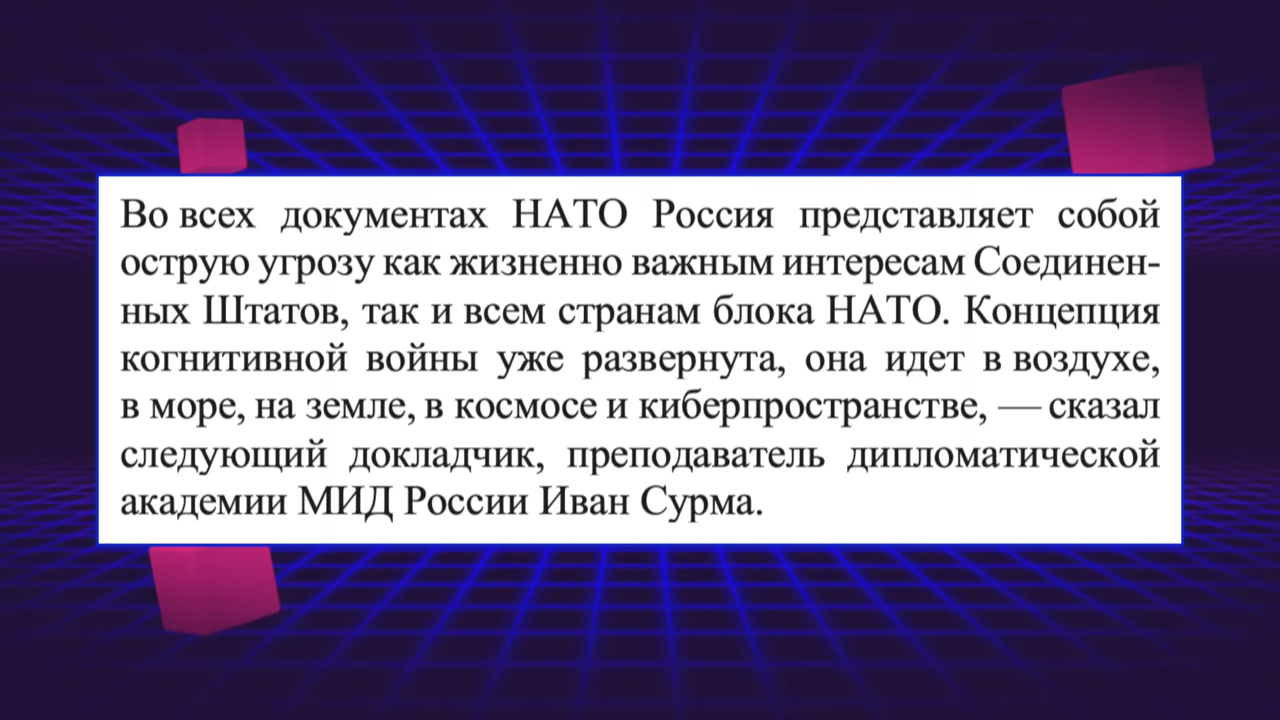 Во всех документах НАТО Россия представляет собой
острую угрозу как жизненно важным интересам Соединен-
ных Штатов, так и всем странам блока НАТО. Концепция
когнитивной войны уже развернута, она идет в воздухе,
в море, на земле, в космосе и киберпространстве, — сказал
следующий докладчик, преподаватель дипломатической
академии МИД России Иван Сурма.